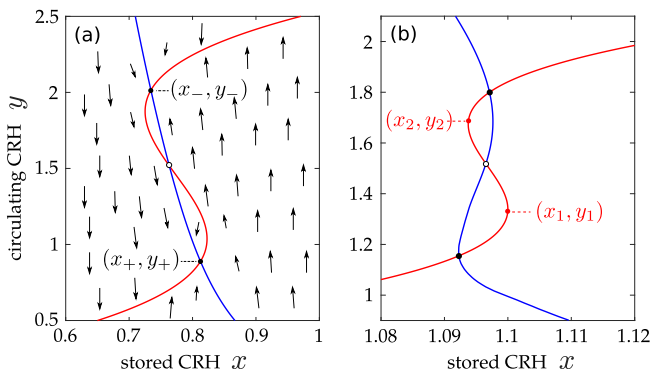 (a)
2.5
2
1.5
1
0.5
circulating CRH y
(x₋, y₋)
(x₊, y₊)
0.6 0.7 0.8 0.9 1
stored CRH x
(b)
2
1.8
1.6
1.4
1.2
1
(x₂, y₂)
(x₁, y₁)
1.08 1.09 1.1 1.11 1.12
stored CRH x